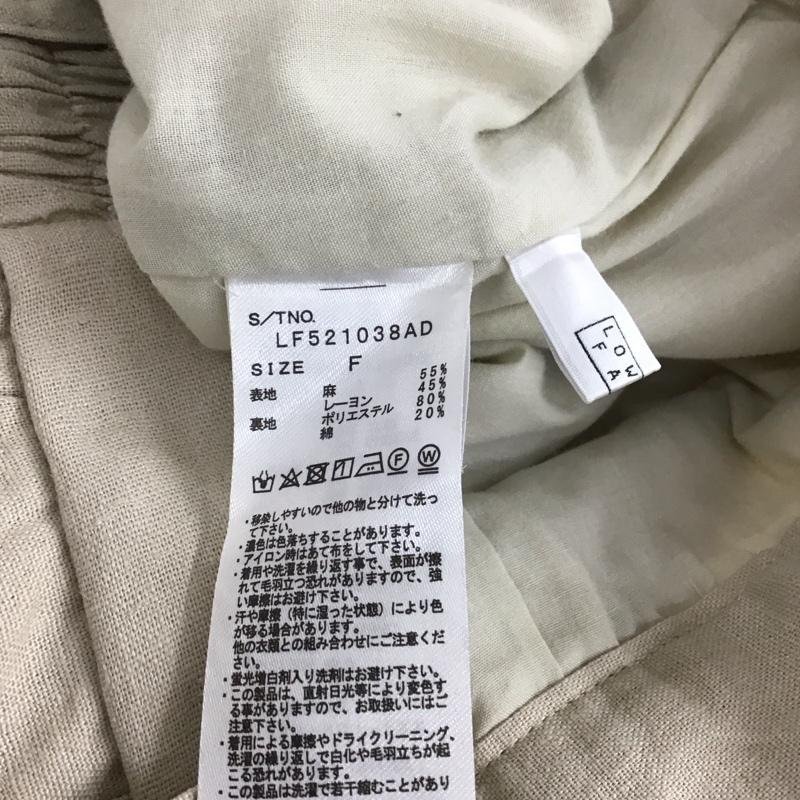 S/TNO.
LF521038AD
SIZE F
表地 麻 55%
レーヨン 45%
裏地 ポリエステル 80%
綿 20%
F W
・移染しやすいので他の物と分けて洗っ
て下さい。
・濃色は色落ちすることがあります。
・アイロン時はあて布をして下さい。
・着用や洗濯を繰り返す事で、表面が擦
れて毛羽立つ恐れがありますので、強
い摩擦はお避け下さい。
・汗や摩擦（特に湿った状態）により色
が移る場合があります。
他の衣類との組み合わせにご注意くだ
さい。
・蛍光増白剤入り洗剤はお避け下さい。
・この製品は、直射日光等により変色す
る事がありますので、お取扱いにはご
注意下さい。
・着用による摩擦やドライクリーニング、
洗濯の繰り返しで白化や毛羽立ちが起
こる恐れがあります。
・この製品は洗濯で若干縮むことがあり
LOW
F A